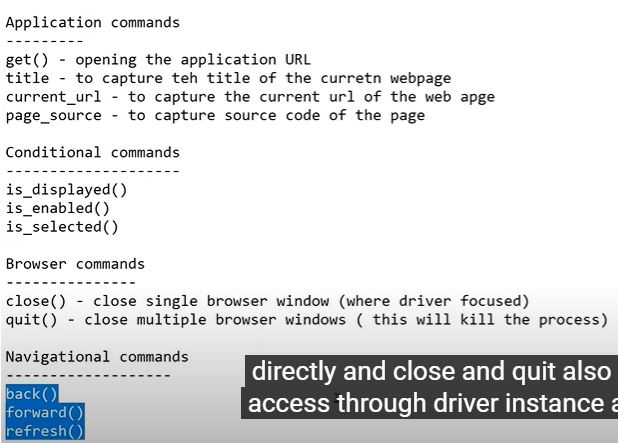 Application commands
---------
get() - opening the application URL
title - to capture teh title of the curretn webpage
current_url - to capture the current url of the web apge
page_source - to capture source code of the page
Conditional commands
--------------------
is_displayed()
is_enabled()
is_selected()
Browser commands
---------------
close() - close single browser window (where driver focused)
quit() - close multiple browser windows ( this will kill the process)
Navigational commands
-------------------
back()
forward()
refresh()
directly and close and quit also
access through driver instance a